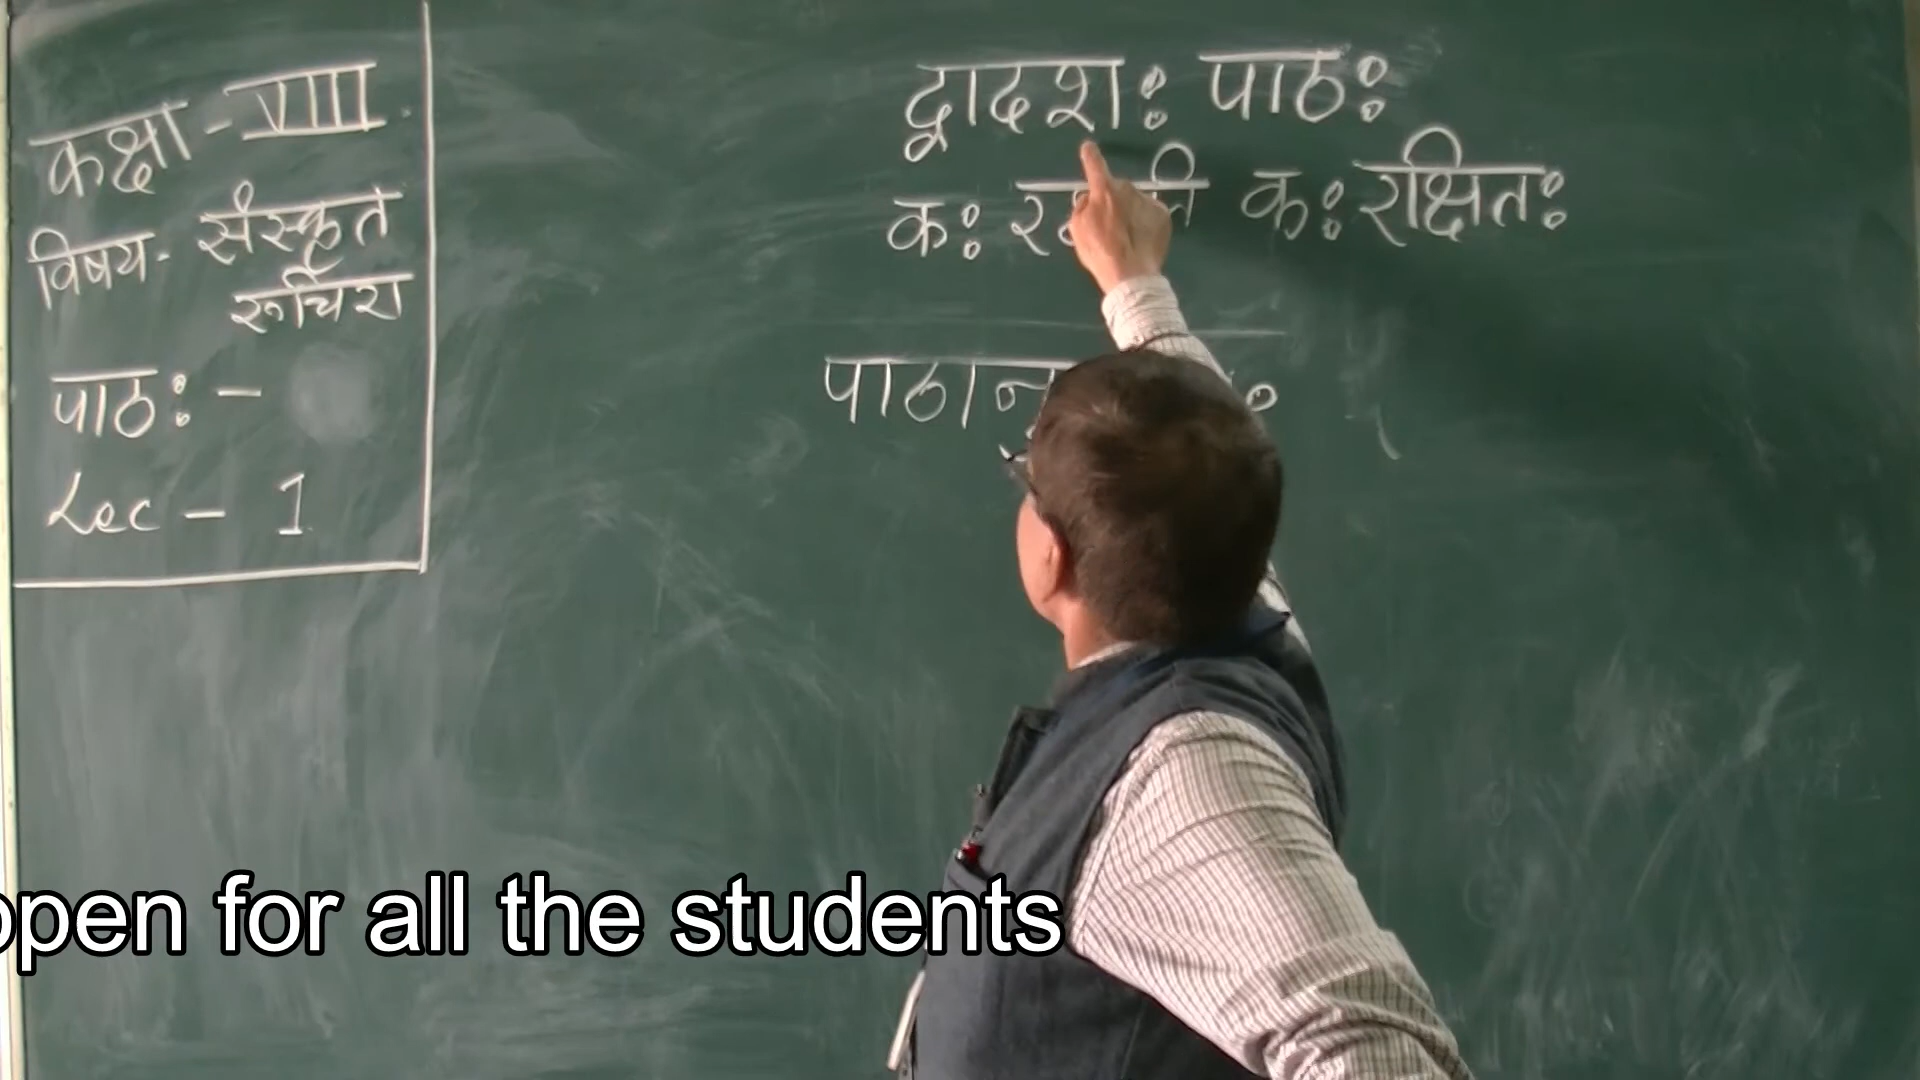 कक्षा - VIII
विषय - संस्कृत
रूचिरा
पाठः -
Lec - 1
द्वादशः पाठः
कः कः रक्षितः
open for all the students